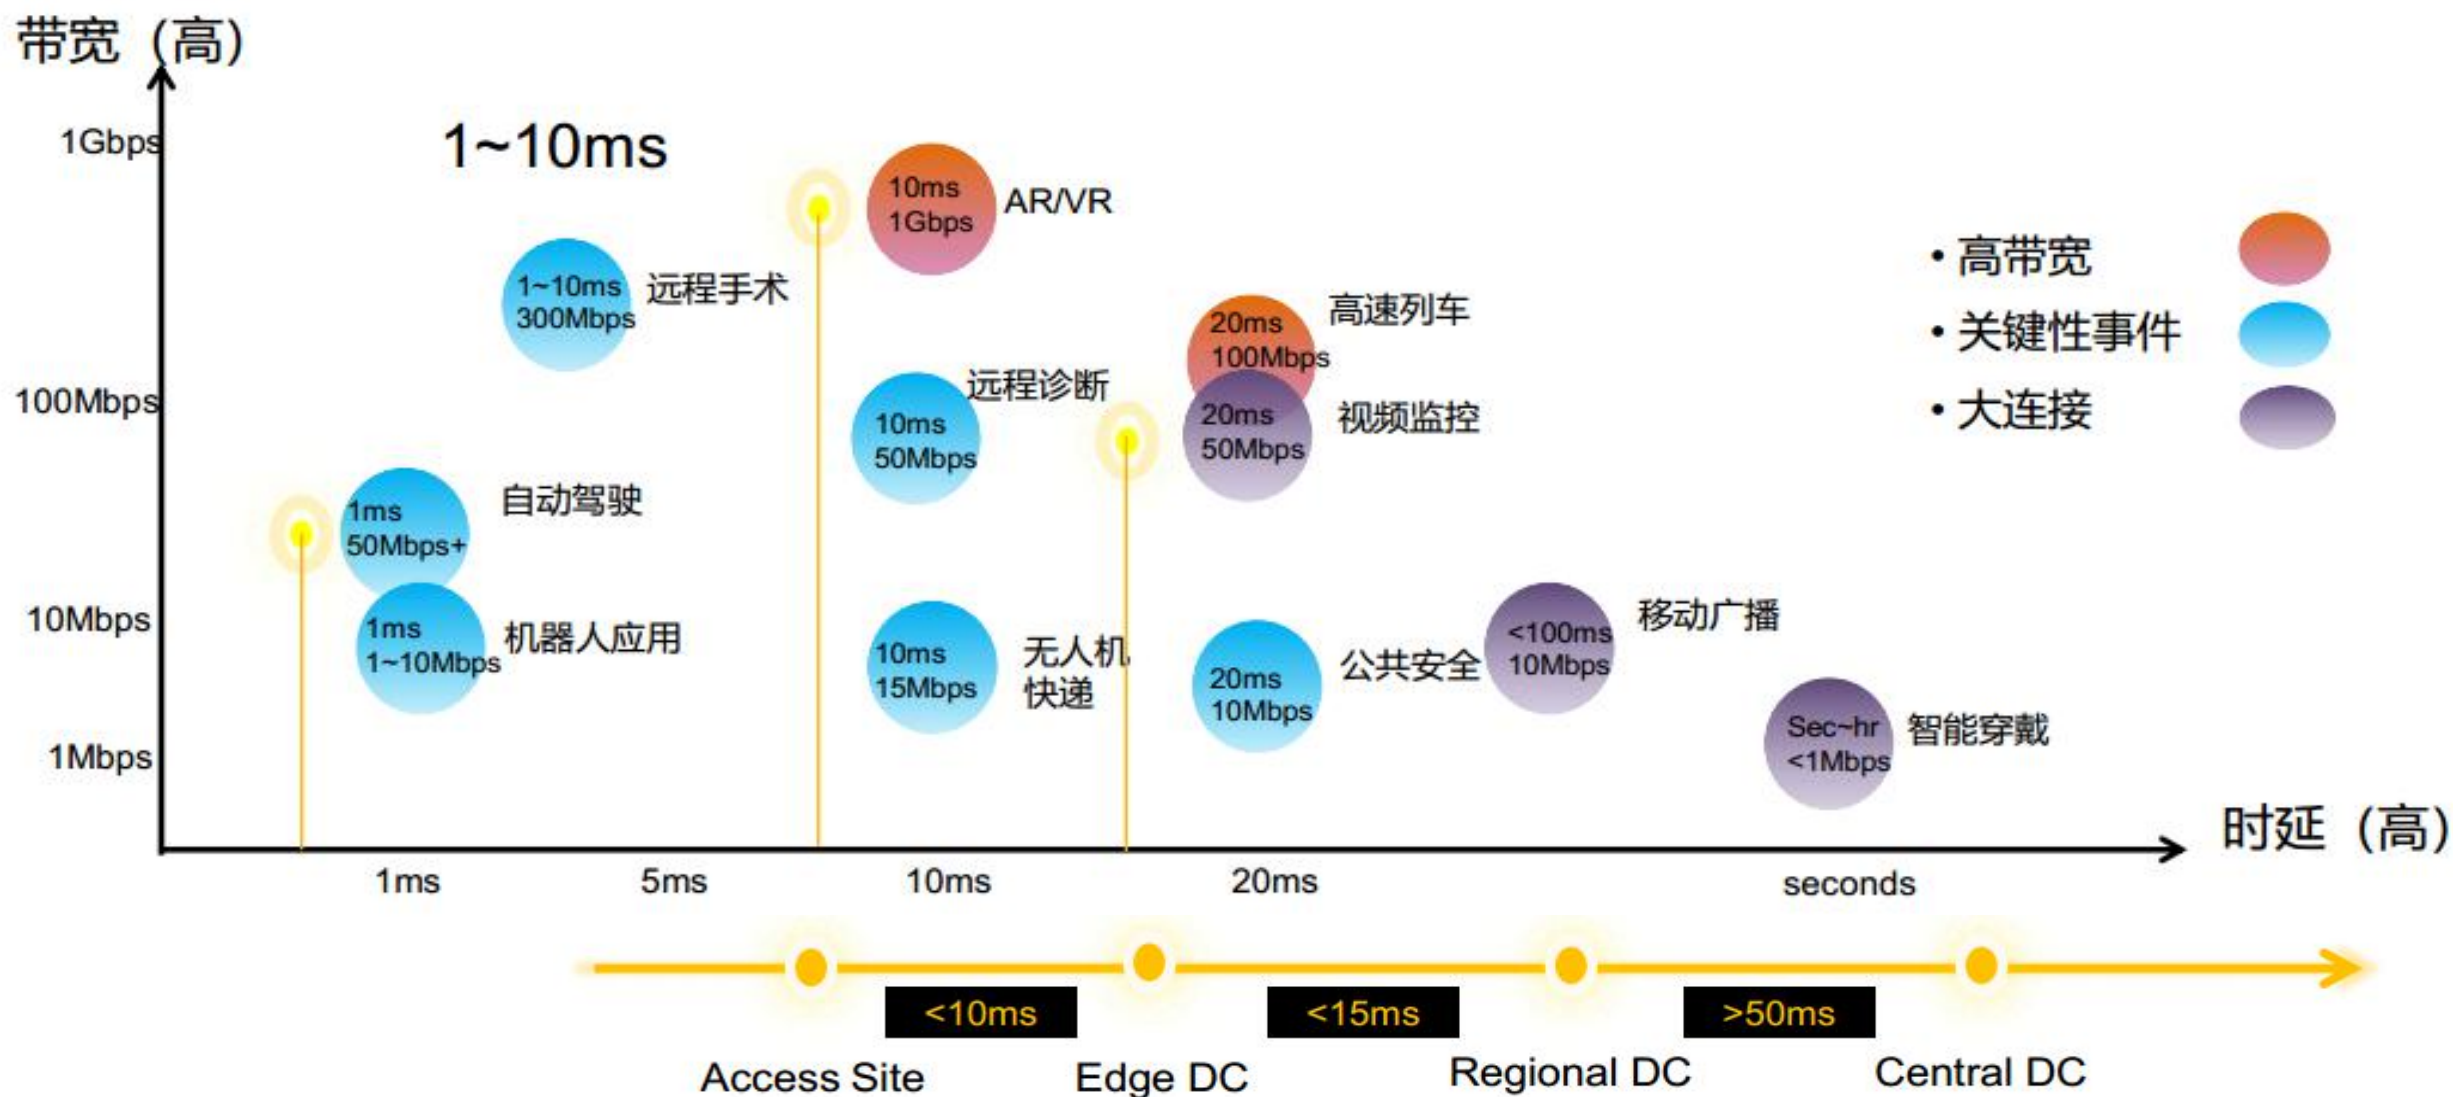 带宽（高）
1Gbps
1~10ms
10ms
1Gbps
AR/VR
1~10ms
300Mbps
远程手术
20ms
100Mbps
高速列车
• 高带宽
• 关键性事件
• 大连接
100Mbps
10ms
50Mbps
远程诊断
20ms
50Mbps
视频监控
1ms
50Mbps+
自动驾驶
10Mbps
1ms
1~10Mbps
机器人应用
10ms
15Mbps
无人机
快递
20ms
10Mbps
公共安全
<100ms
10Mbps
移动广播
1Mbps
Sec~hr
<1Mbps
智能穿戴
时延（高）
1ms
5ms
10ms
20ms
seconds
<10ms
<15ms
>50ms
Access Site
Edge DC
Regional DC
Central DC